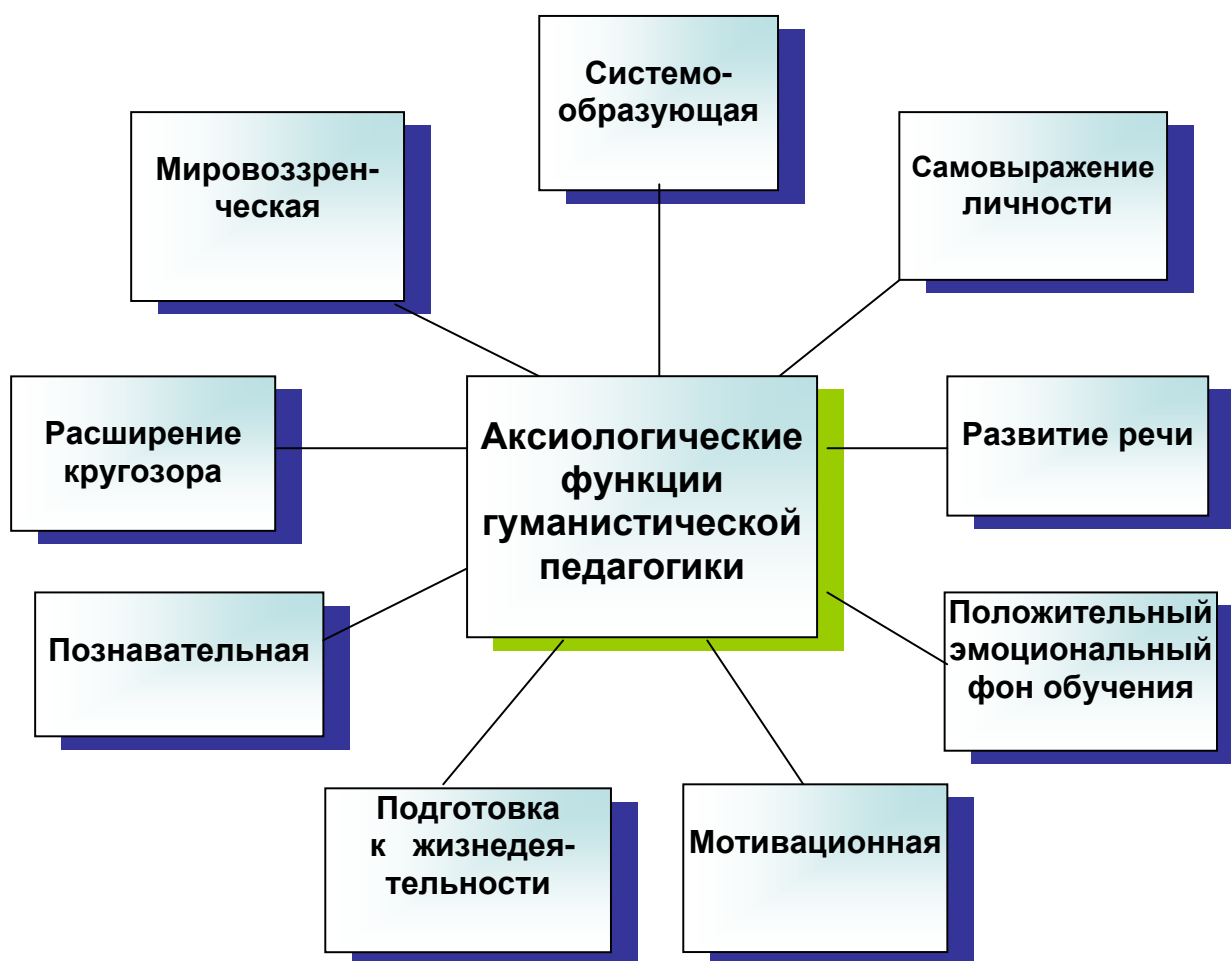 Системо-
образующая
Мировоззрен-
ческая
Самовыражение
личности
Расширение
кругозора
Аксиологические
функции
гуманистической
педагогики
Развитие речи
Познавательная
Положительный
эмоциональный
фон обучения
Подготовка
к жизнедея-
тельности
Мотивационная